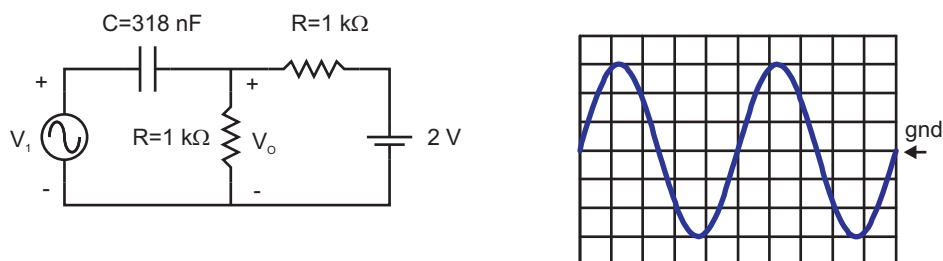 C=318 nF
R=1 kΩ
+
+
V₁
R=1 kΩ
Vₒ
2 V
-
-
gnd